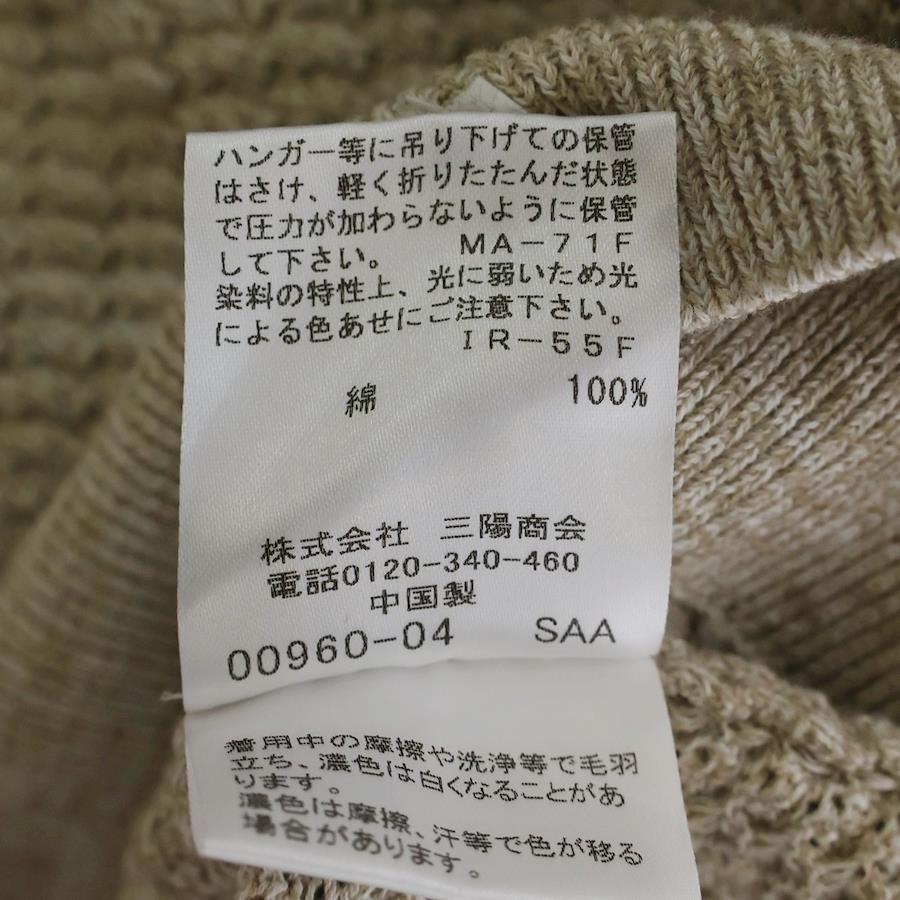 ハンガー等に吊り下げての保管
はさけ、軽く折りたたんだ状態
で圧力が加わらないように保管
して下さい。 MA-71F
染料の特性上、光に弱いため光
による色あせにご注意下さい。
IR-55F
綿 100%
株式会社 三陽商会
電話0120-340-460
中国製
00960-04 SAA
着用中の摩擦や洗浄等で毛羽
立ち、濃色は白くなることがあ
ります。
濃色は摩擦、汗等で色が移る
場合があります。